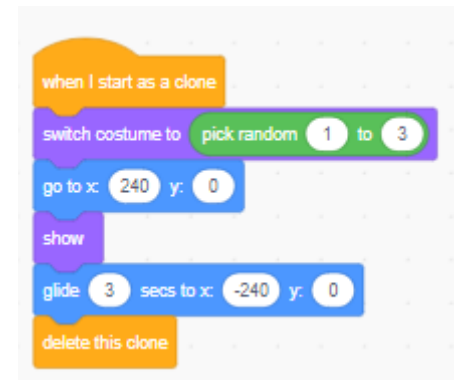 when I start as a clone
switch costume to pick random 1 to 3
go to x: 240 y: 0
show
glide 3 secs to x: -240 y: 0
delete this clone